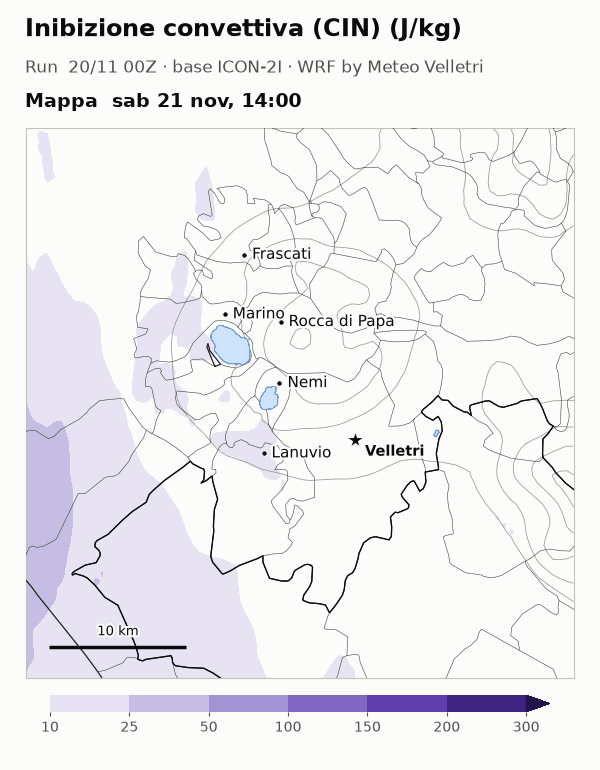 Inibizione convettiva (CIN) (J/kg)
Run  20/11 00Z · base ICON-2I · WRF by Meteo Velletri
Mappa  sab 21 nov, 14:00
Frascati
Marino
Rocca di Papa
Nemi
Velletri
Lanuvio
10 km
10 25 50 100 150 200 300